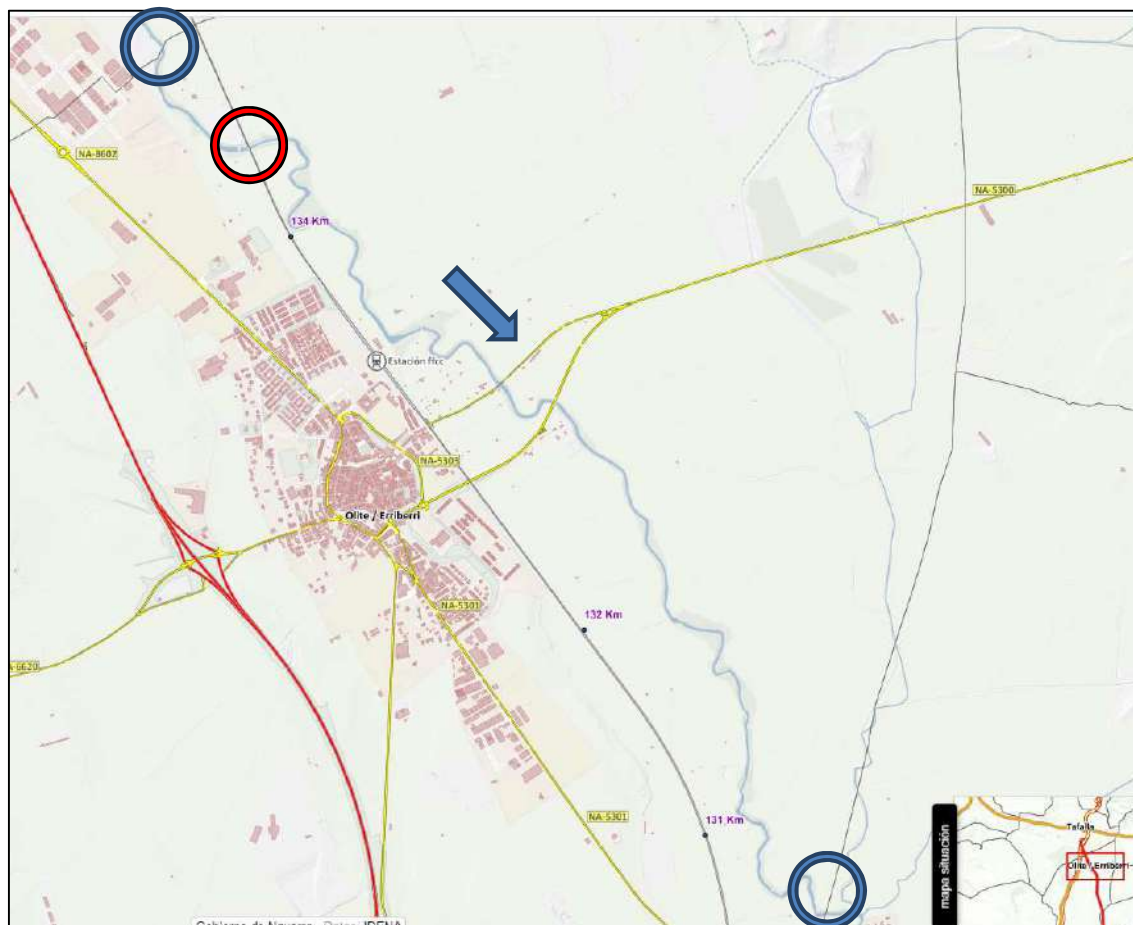 NA-8607
NA-5300
134 Km
Estación ffcc
NA-5303
Olite / Erriberri
NA-5301
132 Km
NA-6620
131 Km
NA-5301
mapa situación
Tafalla
Olite / Erriberri
Gobierno de Navarra
IDENA